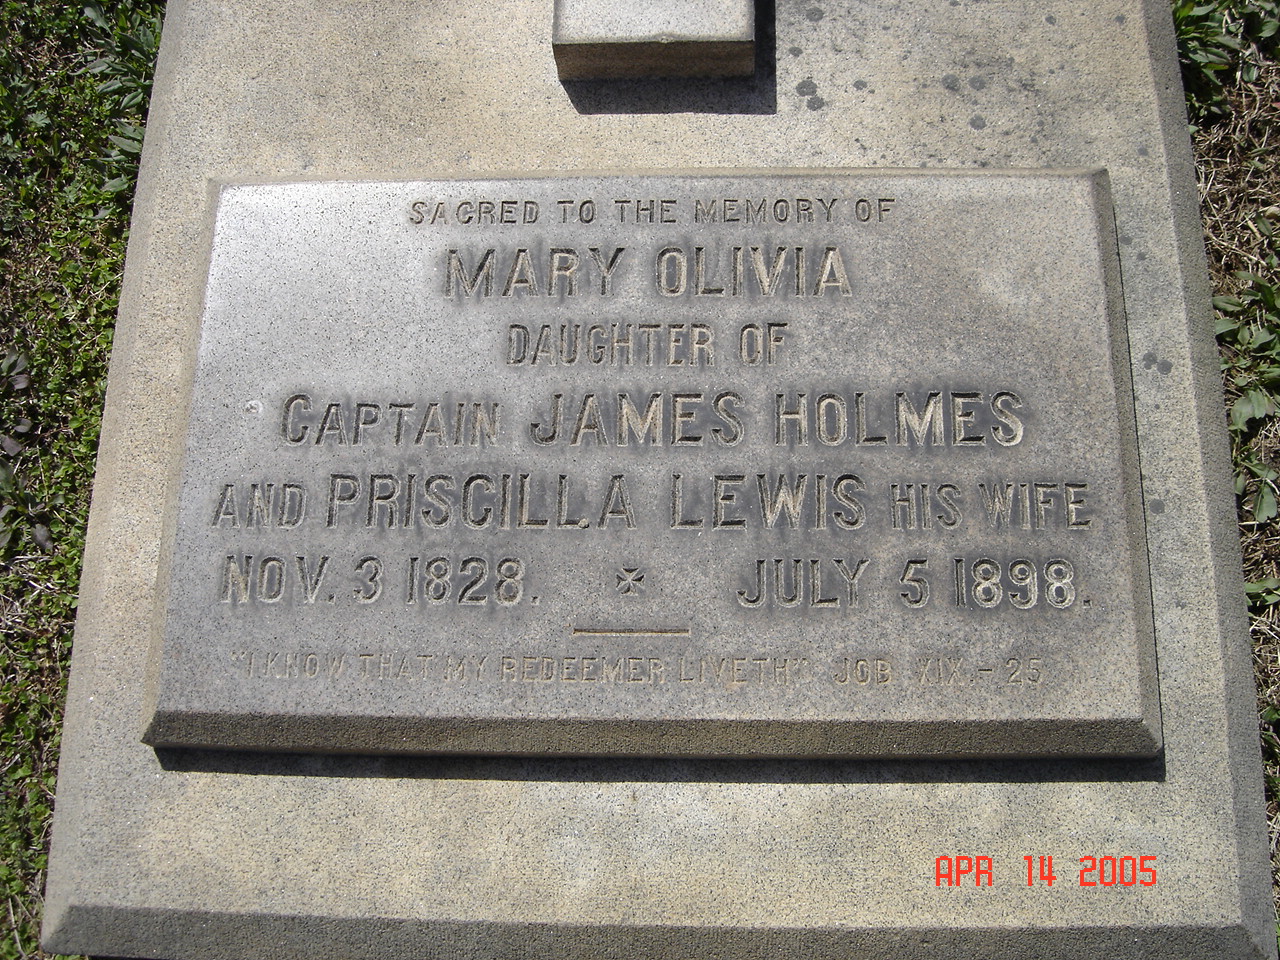 SACRED TO THE MEMORY OF
MARY OLIVIA
DAUGHTER OF
CAPTAIN JAMES HOLMES
AND PRISCILLA LEWIS HIS WIFE
NOV. 3 1828. ✠ JULY 5 1898.
"I KNOW THAT MY REDEEMER LIVETH" JOB XIX.-25
APR 14 2005